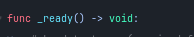 func _ready() -> void: